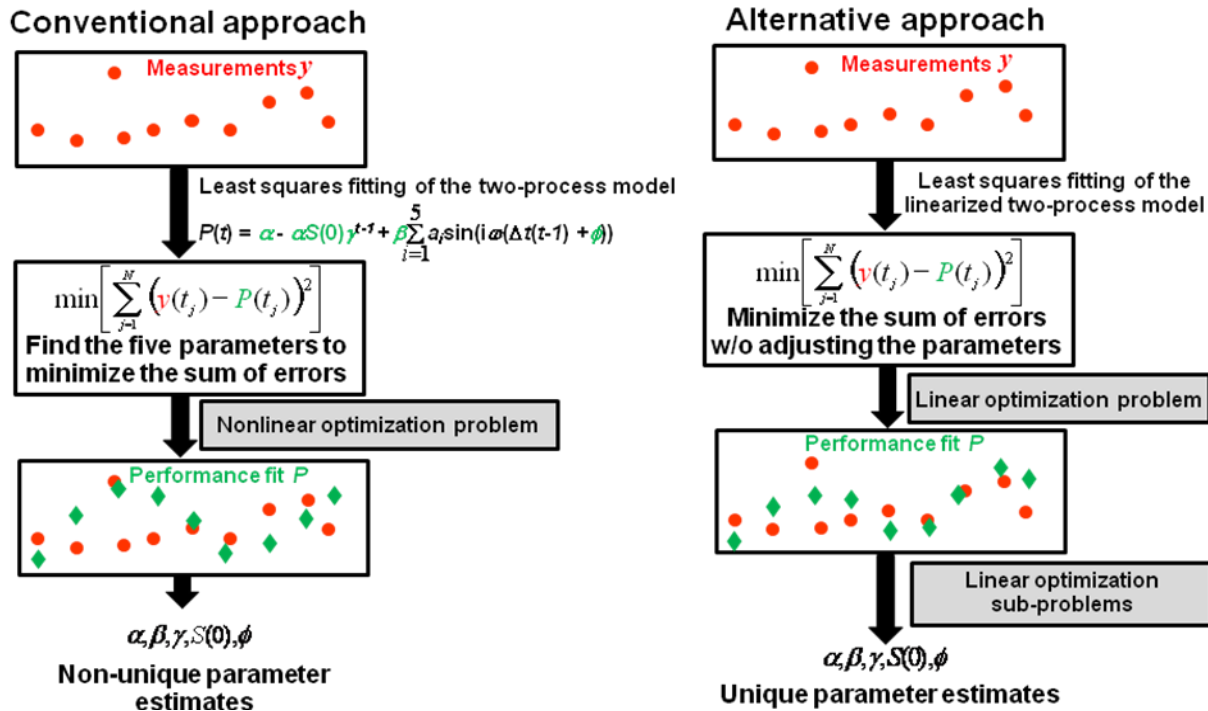 Conventional approach
Measurements y
Least squares fitting of the two-process model
P(t) = α - αS(0)γ^{t-1} + β∑_{i=1}^{5} a_i sin(iω(Δt(t-1) + ϕ))
min[∑_{j=1}^{N} (y(t_j) − P(t_j))^2]
Find the five parameters to
minimize the sum of errors
Nonlinear optimization problem
Performance fit P
α,β,γ,S(0),ϕ
Non-unique parameter
estimates
Alternative approach
Measurements y
Least squares fitting of the
linearized two-process model
min[∑_{j=1}^{N} (y(t_j) − P(t_j))^2]
Minimize the sum of errors
w/o adjusting the parameters
Linear optimization problem
Performance fit P
Linear optimization
sub-problems
α,β,γ,S(0),ϕ
Unique parameter estimates